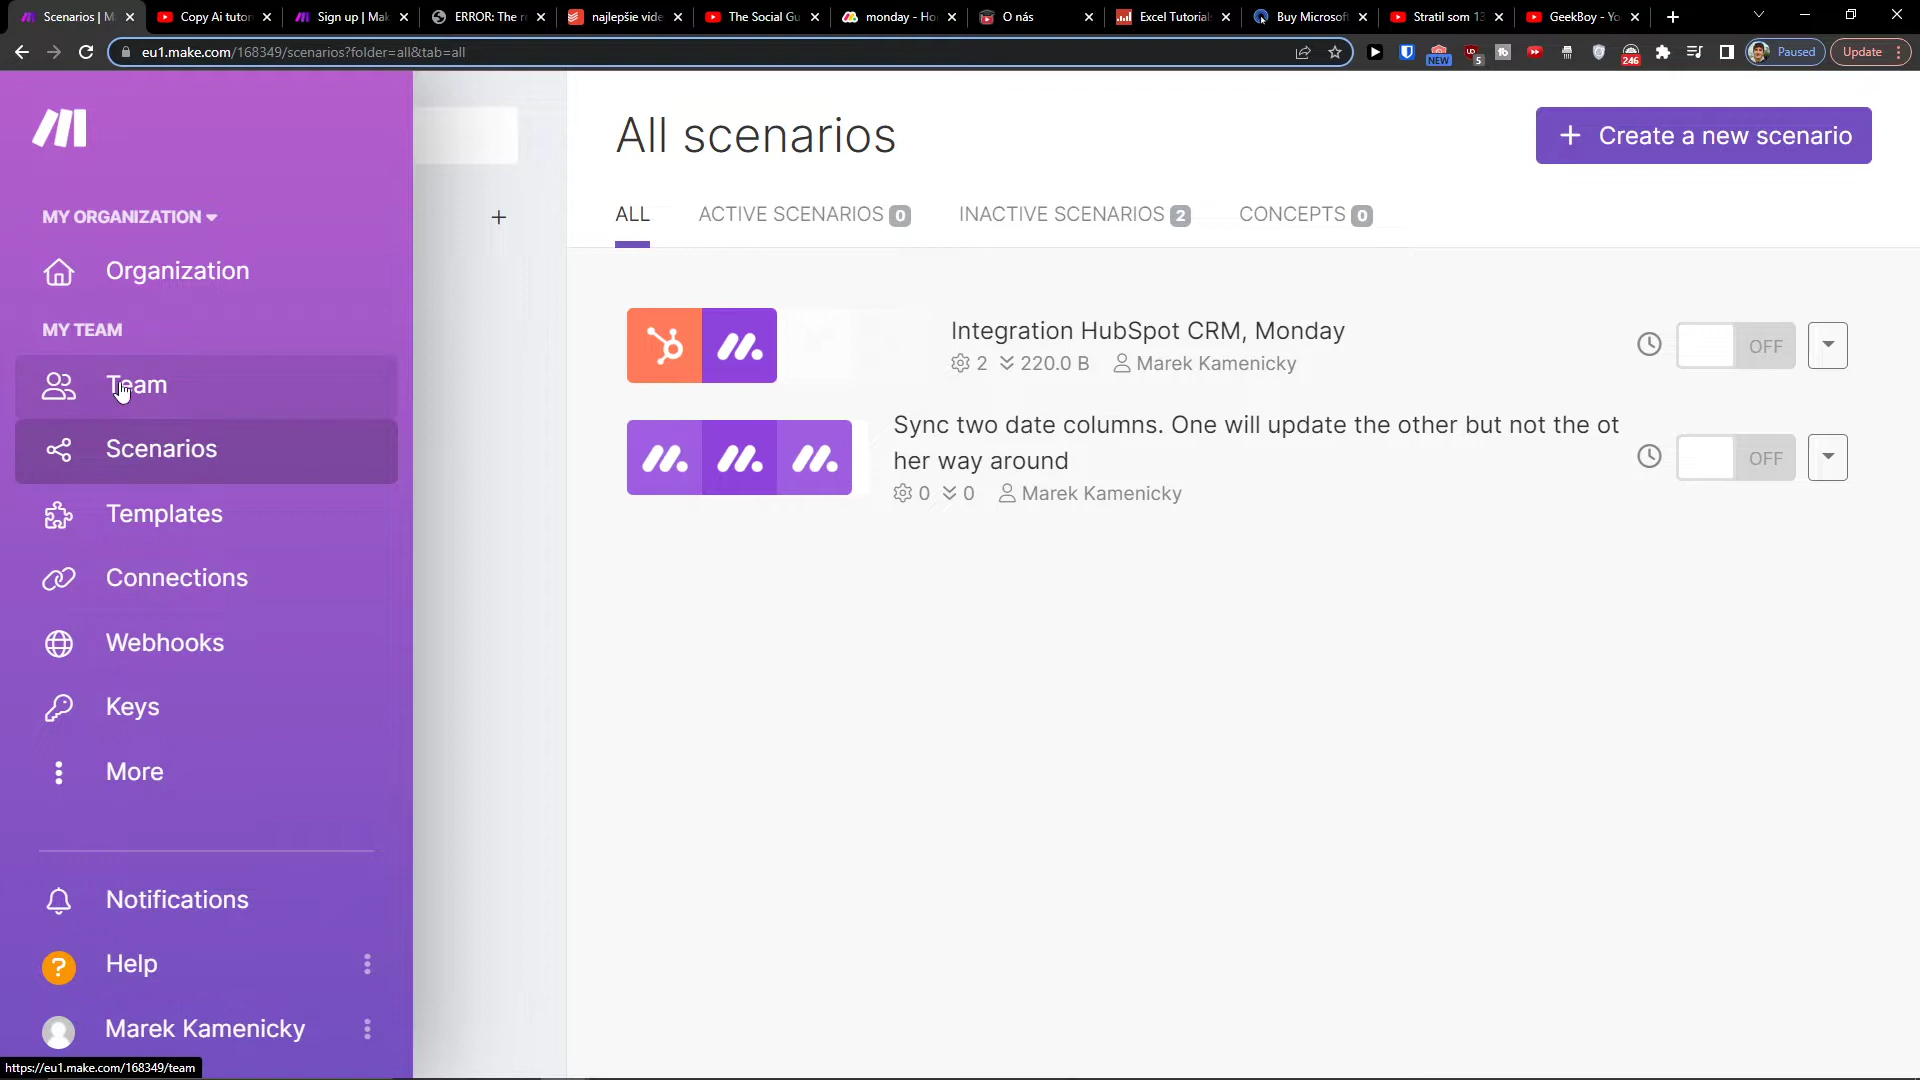 Scenarios | M
Copy Ai tutor
Sign up | Mak
ERROR: The r
najlepšie vide
The Social Gu
monday - Ho
O nás
Excel Tutorial
Buy Microsoft
Stratil som 13
GeekBoy - Yo
eu1.make.com/168349/scenarios?folder=all&tab=all
NEW
5
246
Paused
Update
MY ORGANIZATION
Organization
MY TEAM
Team
Scenarios
Templates
Connections
Webhooks
Keys
More
Notifications
? Help
Marek Kamenicky
https://eu1.make.com/168349/team
+
All scenarios
+ Create a new scenario
ALL
ACTIVE SCENARIOS 0
INACTIVE SCENARIOS 2
CONCEPTS 0
Integration HubSpot CRM, Monday
2 220.0 B Marek Kamenicky
OFF
Sync two date columns. One will update the other but not the ot
her way around
0 0 Marek Kamenicky
OFF